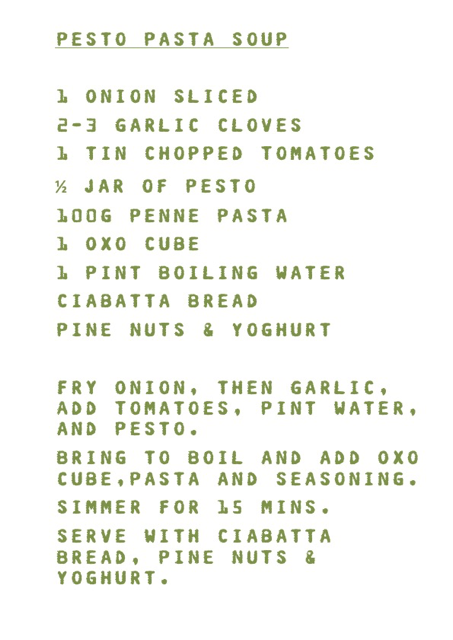 PESTO PASTA SOUP
1 ONION SLICED
2-3 GARLIC CLOVES
1 TIN CHOPPED TOMATOES
½ JAR OF PESTO
100G PENNE PASTA
1 OXO CUBE
1 PINT BOILING WATER
CIABATTA BREAD
PINE NUTS & YOGHURT
FRY ONION, THEN GARLIC,
ADD TOMATOES, PINT WATER,
AND PESTO.
BRING TO BOIL AND ADD OXO
CUBE,PASTA AND SEASONING.
SIMMER FOR 15 MINS.
SERVE WITH CIABATTA
BREAD, PINE NUTS &
YOGHURT.